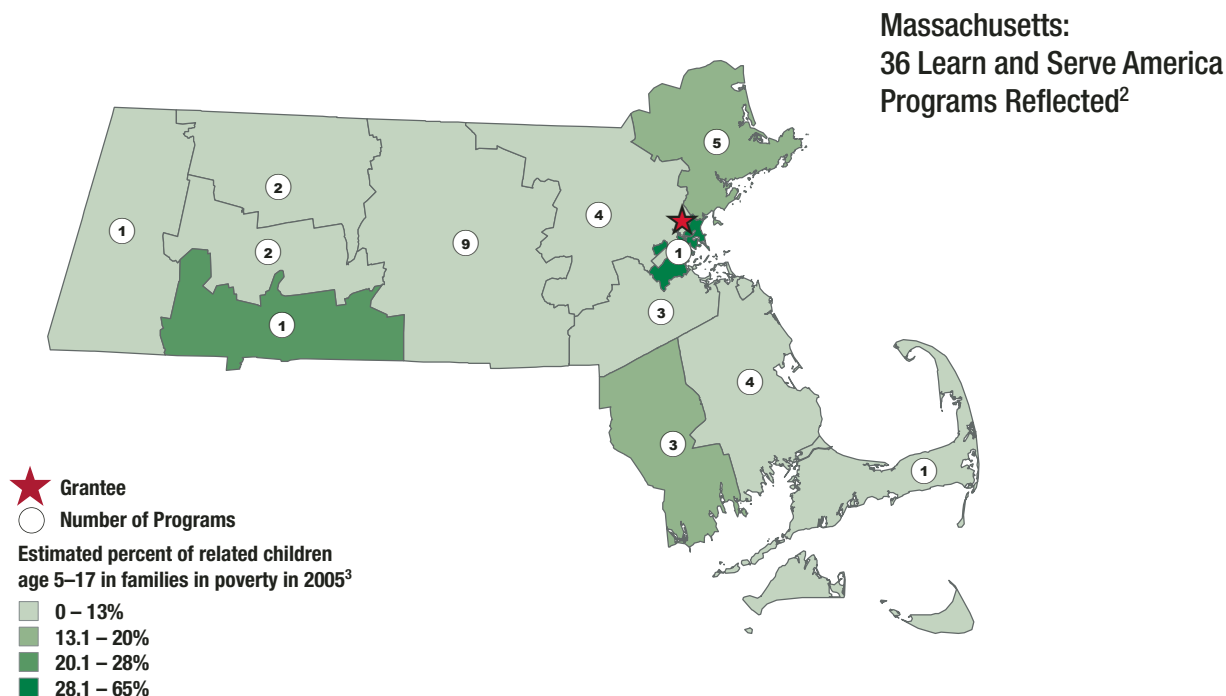 Massachusetts:
36 Learn and Serve America
Programs Reflected²
5
2
4
1
9
2
1
3
1
4
3
1
Grantee
Number of Programs
Estimated percent of related children
age 5–17 in families in poverty in 2005³
0 – 13%
13.1 – 20%
20.1 – 28%
28.1 – 65%